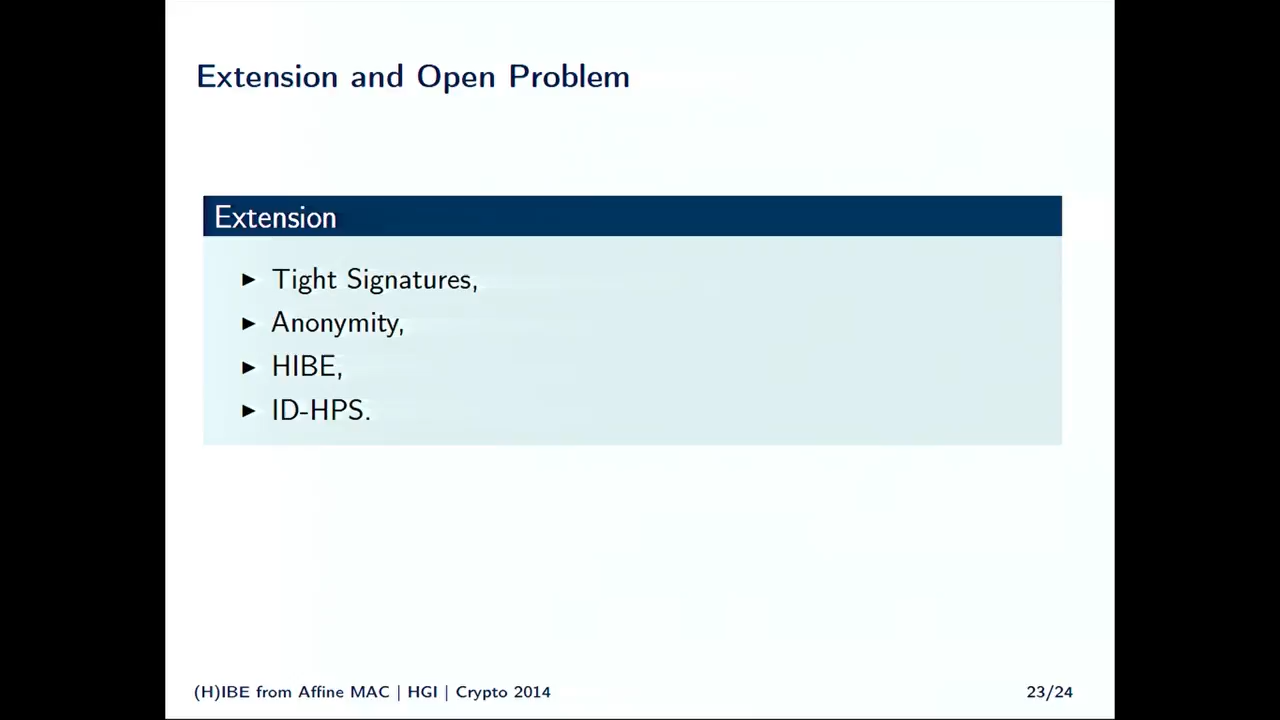 Extension and Open Problem
Extension
▶ Tight Signatures,
▶ Anonymity,
▶ HIBE,
▶ ID-HPS.
(H)IBE from Affine MAC | HGI | Crypto 2014
23/24